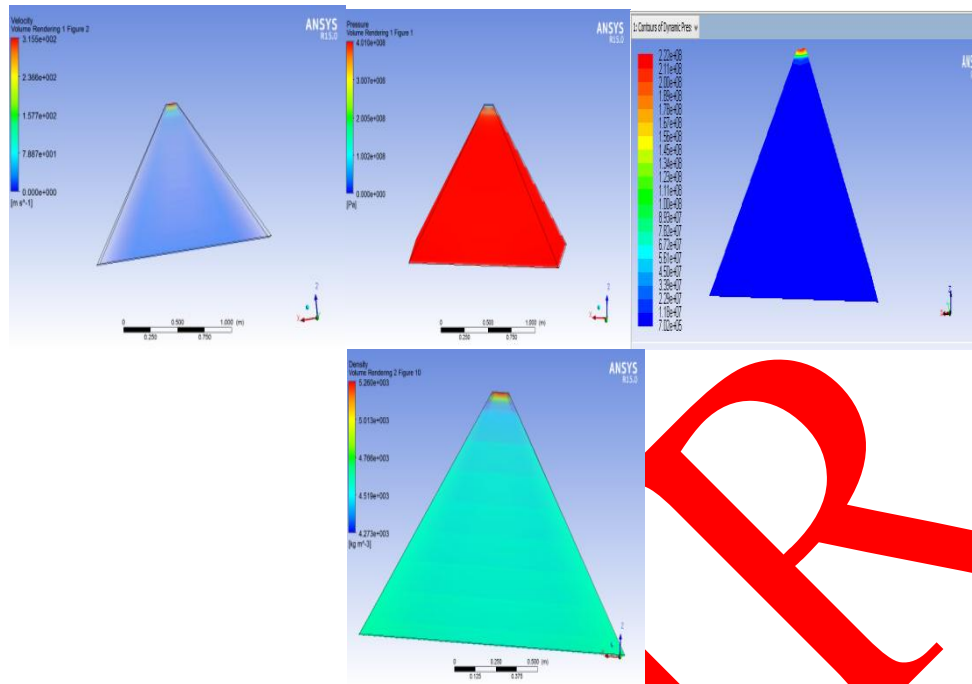 Velocity
Volume Rendering 1 Figure 2
ANSYS
R15.0
3.155e+002
2.366e+002
1.577e+002
7.887e+001
0.000e+000
[m s^-1]
0 0.500 1.000 (m)
0.250 0.750
Z
Pressure
Volume Rendering 1 Figure 1
ANSYS
R15.0
4.010e+008
3.007e+008
2.005e+008
1.002e+008
0.000e+000
[Pa]
0 0.500 1.000 (m)
0.250 0.750
Z
1: Contours of Dynamic Pres
AN
2.22e+08
2.11e+08
2.00e+08
1.89e+08
1.78e+08
1.67e+08
1.56e+08
1.45e+08
1.34e+08
1.23e+08
1.11e+08
1.00e+08
8.93e+07
7.82e+07
6.72e+07
5.61e+07
4.50e+07
3.39e+07
2.29e+07
1.18e+07
7.02e+05
Density
Volume Rendering 2 Figure 10
ANSYS
R15.0
5.260e+003
5.013e+003
4.766e+003
4.519e+003
4.273e+003
[kg m^-3]
0 0.250 0.500 (m)
0.125 0.375
R